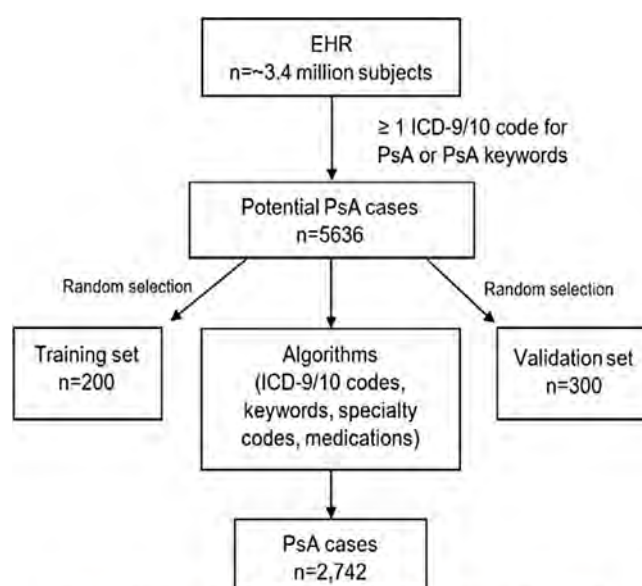 EHR
n=~3.4 million subjects
≥ 1 ICD-9/10 code for
PsA or PsA keywords
Potential PsA cases
n=5636
Random selection
Random selection
Training set
n=200
Algorithms
(ICD-9/10 codes,
keywords, specialty
codes, medications)
Validation set
n=300
PsA cases
n=2,742